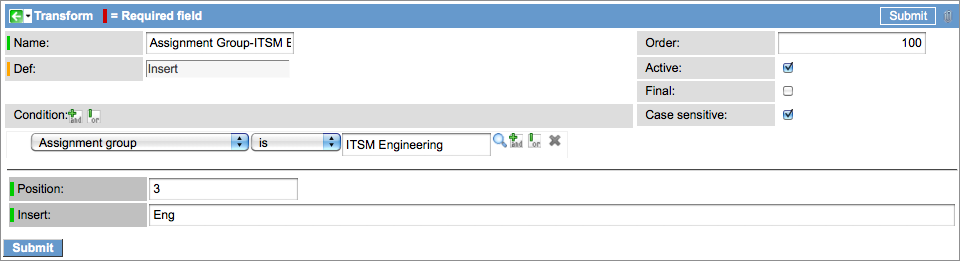 Transform = Required field Submit
Name: Assignment Group-ITSM E Order: 100
Def: Insert Active:
Final:
Condition: and or Case sensitive:
Assignment group is ITSM Engineering and or
Position: 3
Insert: Eng
Submit